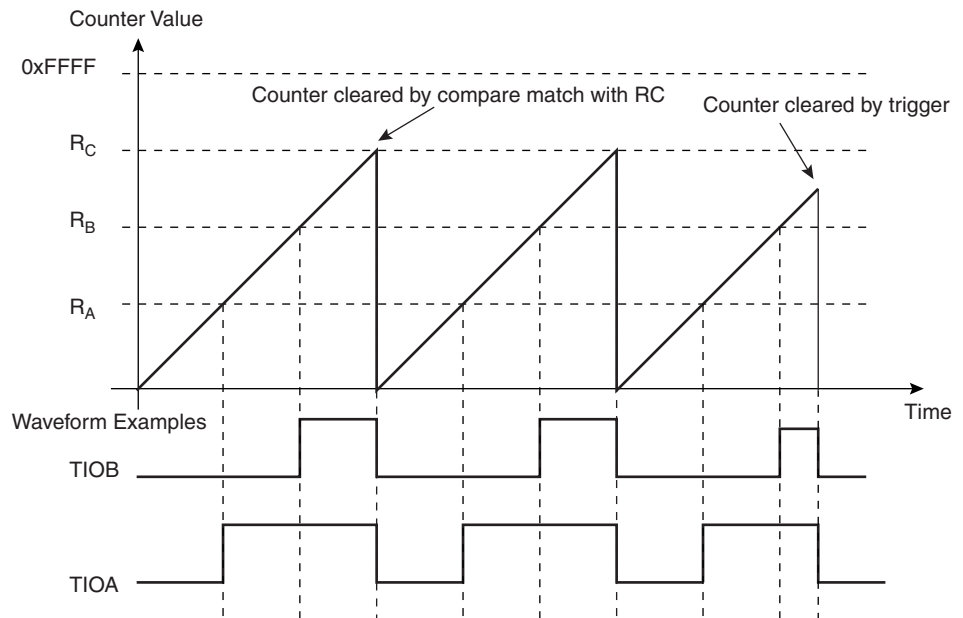 Counter Value
0xFFFF
Counter cleared by compare match with RC
Counter cleared by trigger
RC
RB
RA
Time
Waveform Examples
TIOB
TIOA